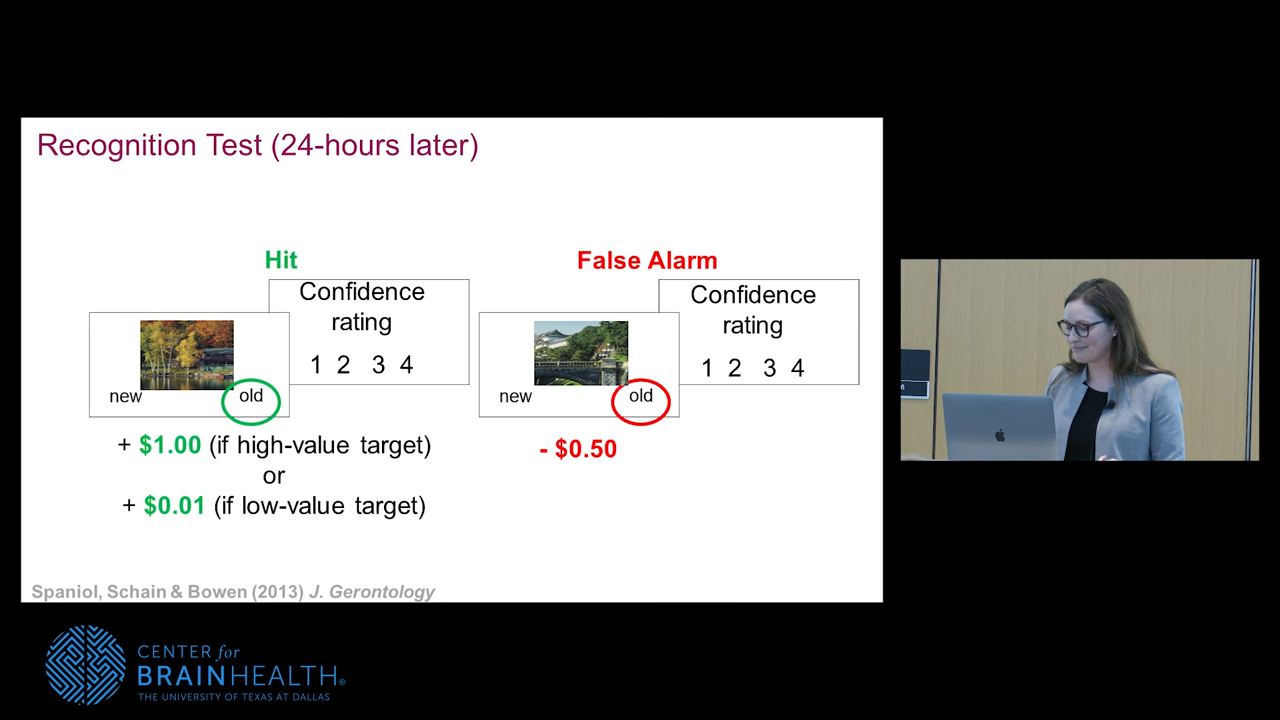 Recognition Test (24-hours later)
Hit
Confidence
rating
1 2 3 4
new
old
+ $1.00 (if high-value target)
or
+ $0.01 (if low-value target)
False Alarm
Confidence
rating
1 2 3 4
new
old
- $0.50
Spaniol, Schain & Bowen (2013) J. Gerontology
6
CENTER for
BRAINHEALTH®
THE UNIVERSITY OF TEXAS AT DALLAS